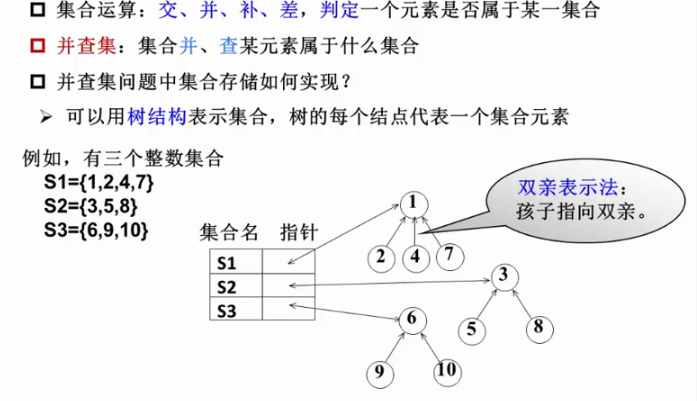 集合运算：交、并、补、差，判定一个元素是否属于某一集合
并查集：集合并、查某元素属于什么集合
并查集问题中集合存储如何实现？
可以用树结构表示集合，树的每个结点代表一个集合元素
例如，有三个整数集合
S1={1,2,4,7}
S2={3,5,8}
S3={6,9,10}
双亲表示法：
孩子指向双亲。
集合名 指针
S1
S2
S3
1
2 4 7
3
5 8
6
9 10